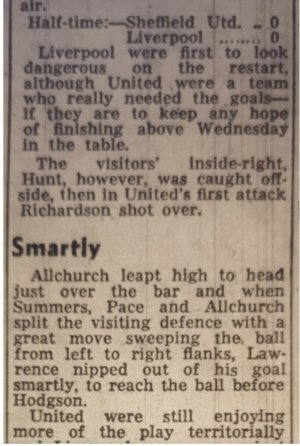 air.
Half-time:—Sheffield Utd. .. 0
Liverpool ........ 0
Liverpool were first to look
dangerous on the restart,
although United were a team
who really needed the goals—
if they are to keep any hope
of finishing above Wednesday
in the table.
The visitors' inside-right,
Hunt, however, was caught off-
side, then in United's first attack
Richardson shot over.
Smartly
Allchurch leapt high to head
just over the bar and when
Summers, Pace and Allchurch
split the visiting defence with a
great move sweeping the ball
from left to right flanks, Law-
rence nipped out of his goal
smartly, to reach the ball before
Hodgson.
United were still enjoying
more of the play territorially